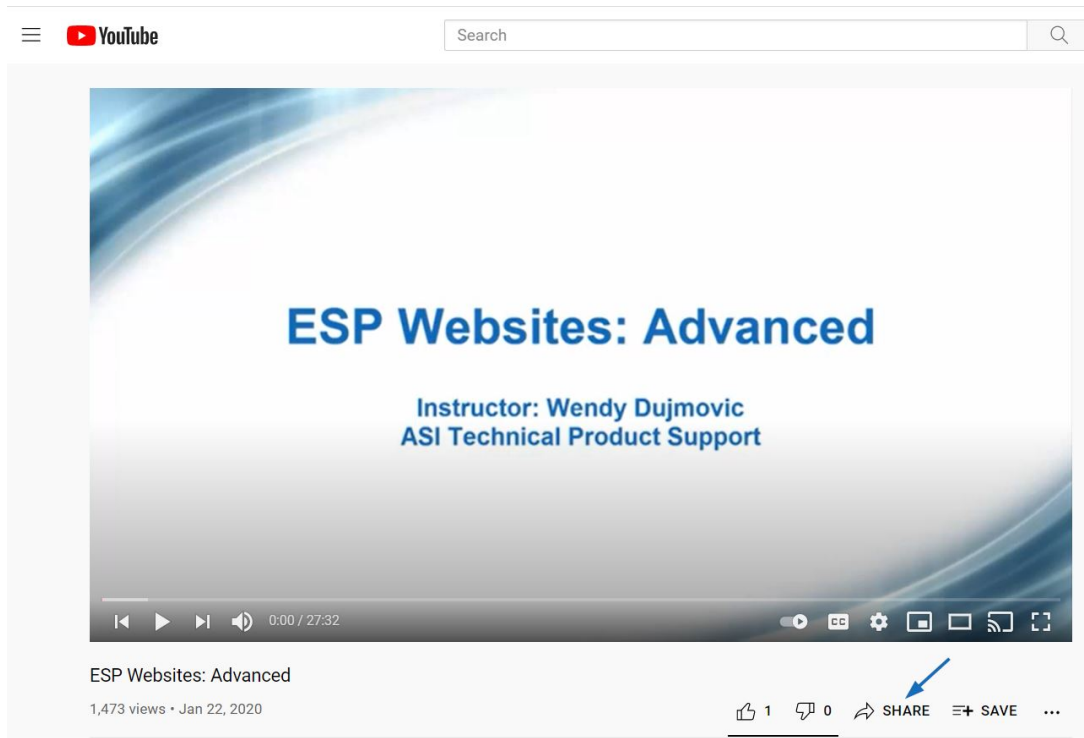 YouTube
Search
ESP Websites: Advanced
Instructor: Wendy Dujmovic
ASI Technical Product Support
0:00 / 27:32
CC
ESP Websites: Advanced
1,473 views • Jan 22, 2020
1 0 SHARE SAVE